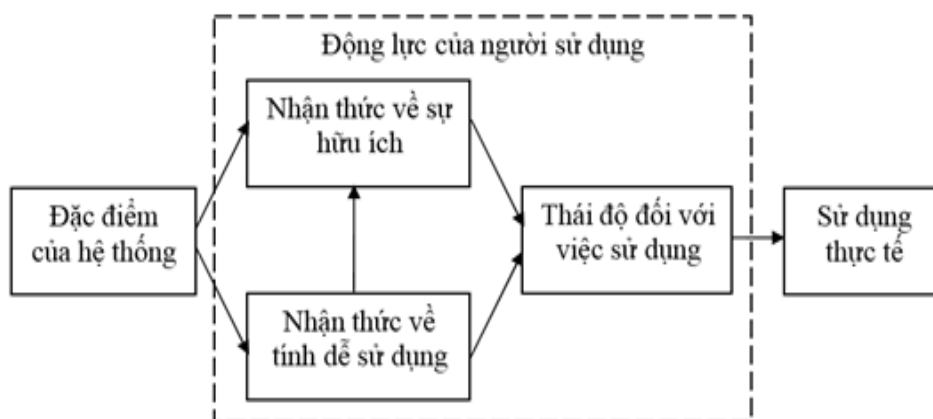 Động lực của người sử dụng
Nhận thức về sự
hữu ích
Đặc điểm
của hệ thống
Thái độ đối với
việc sử dụng
Sử dụng
thực tế
Nhận thức về
tính dễ sử dụng